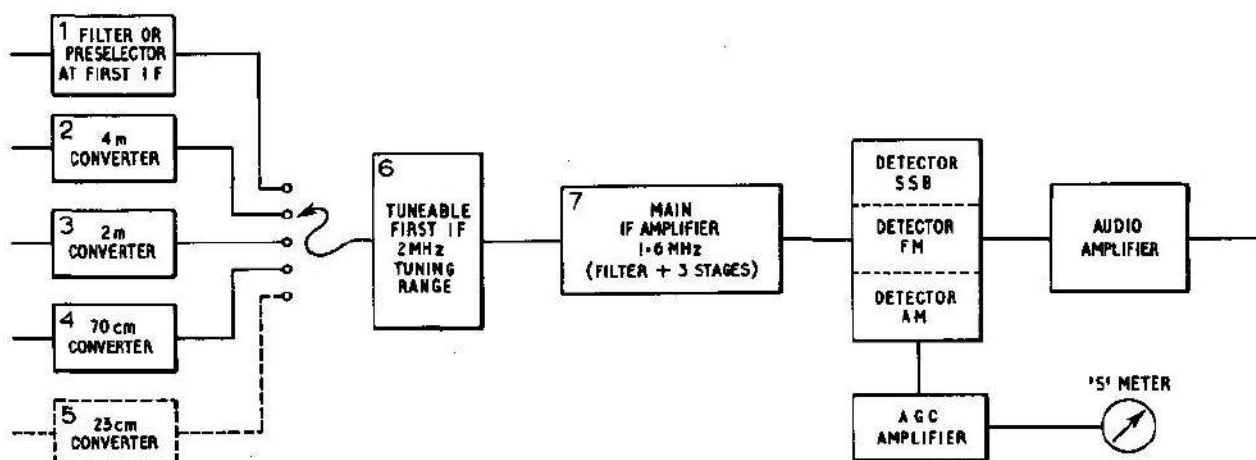 1 FILTER OR
PRESELECTOR
AT FIRST IF
2 4m
CONVERTER
3 2m
CONVERTER
4 70cm
CONVERTER
5 23cm
CONVERTER
6
TUNEABLE
FIRST IF
2MHz
TUNING
RANGE
7 MAIN
IF AMPLIFIER
1·6 MHz
(FILTER + 3 STAGES)
DETECTOR
SSB
DETECTOR
FM
DETECTOR
AM
AUDIO
AMPLIFIER
AGC
AMPLIFIER
'S' METER